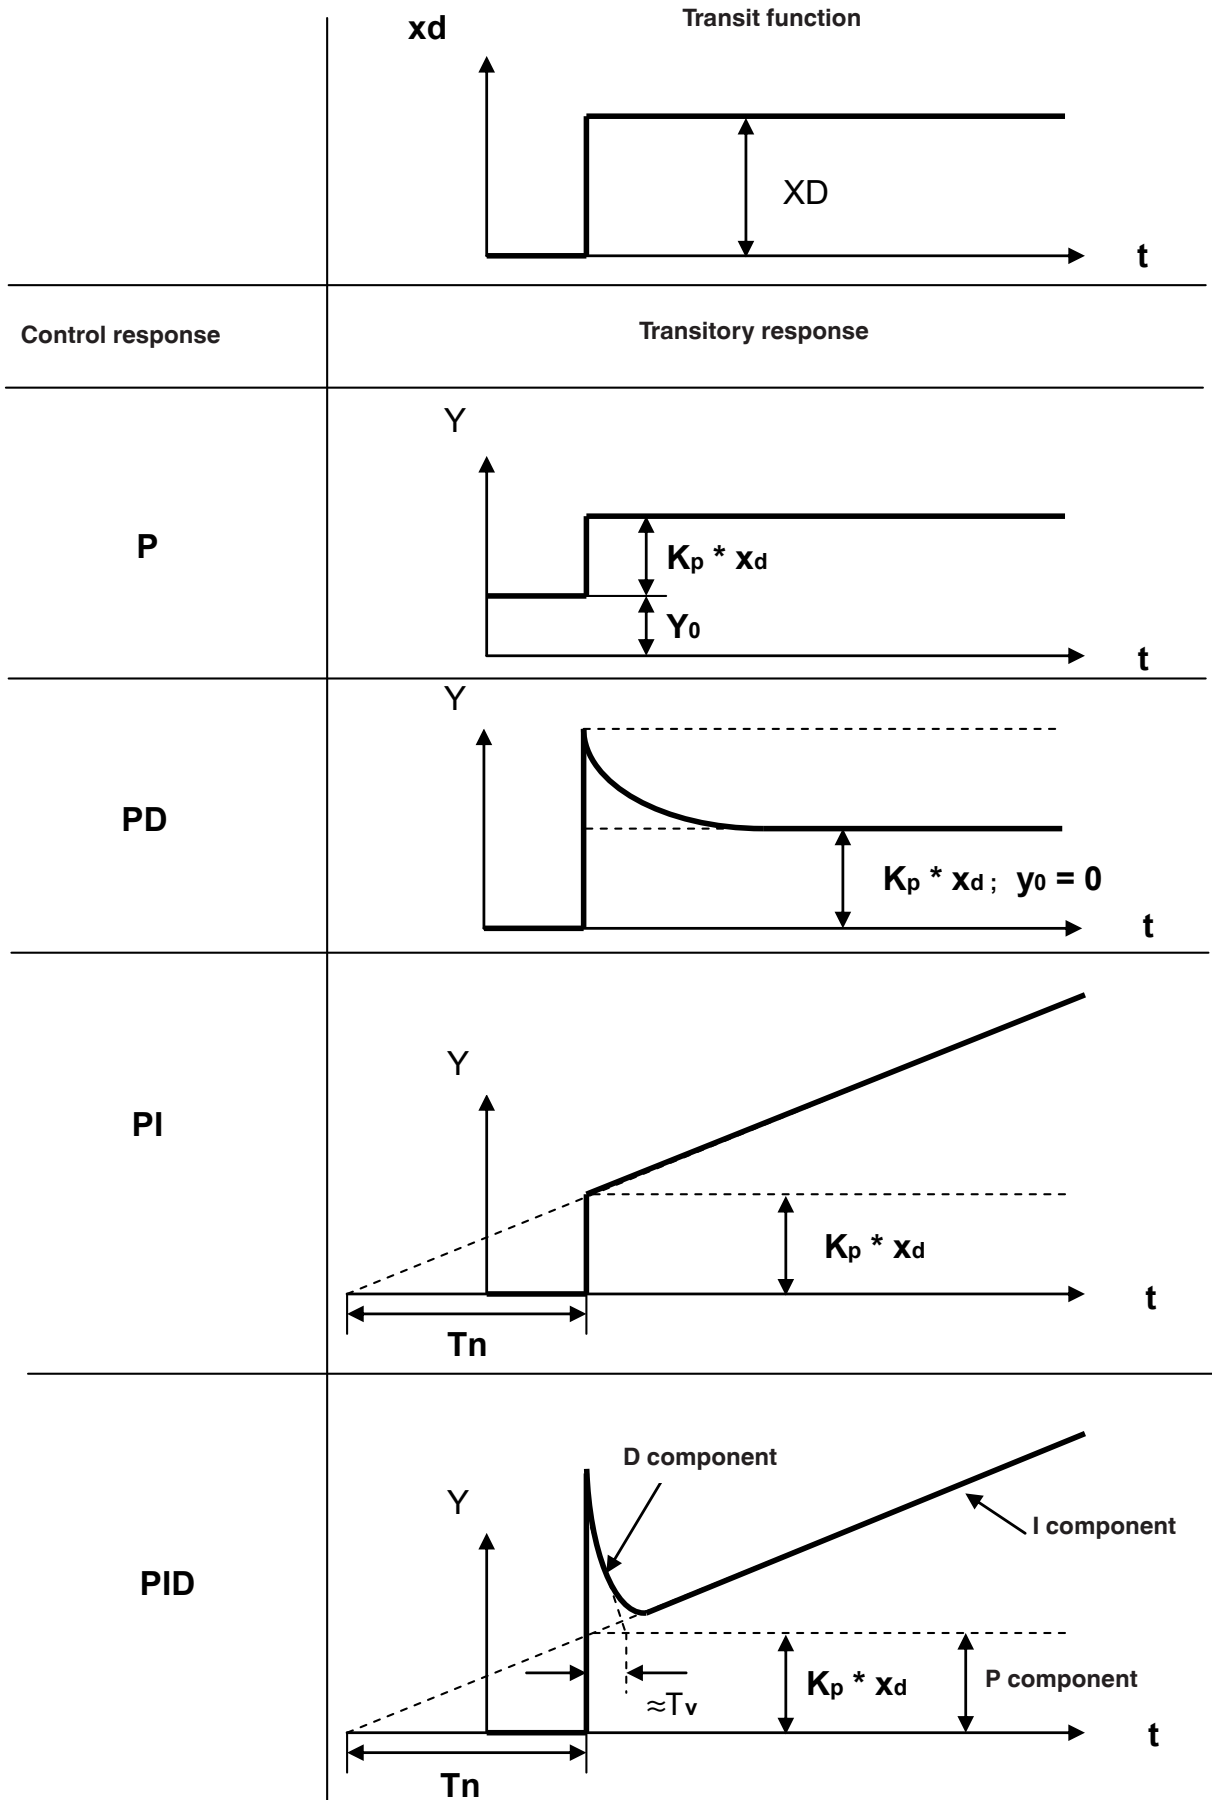 xd
Transit function
XD
t
Control response
Transitory response
Y
P
Kp * xd
Y0
t
Y
PD
Kp * xd ; y0 = 0
t
Y
PI
Kp * xd
t
Tn
D component
Y
I component
PID
Kp * xd
P component
≈Tv
t
Tn